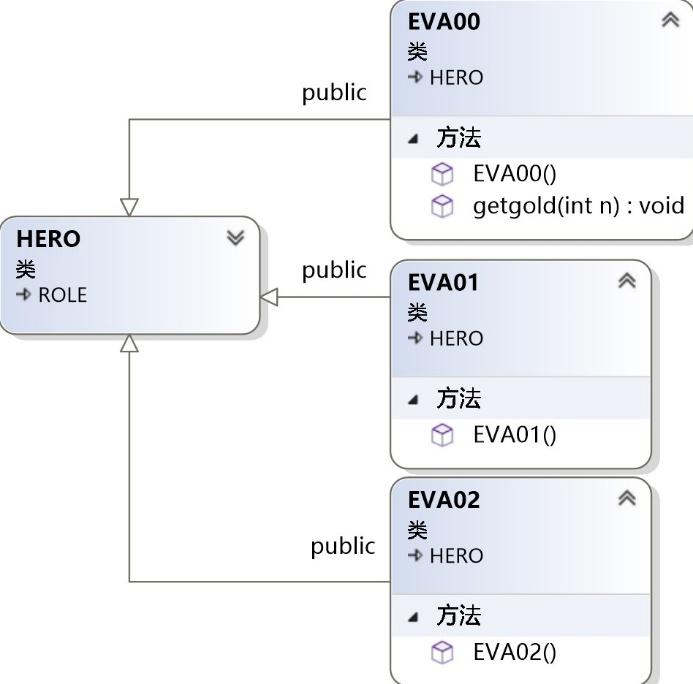 EVA00
类
HERO
public
方法
EVA00()
getgold(int n) : void
HERO
类
ROLE
public
EVA01
类
HERO
方法
EVA01()
EVA02
类
HERO
public
方法
EVA02()